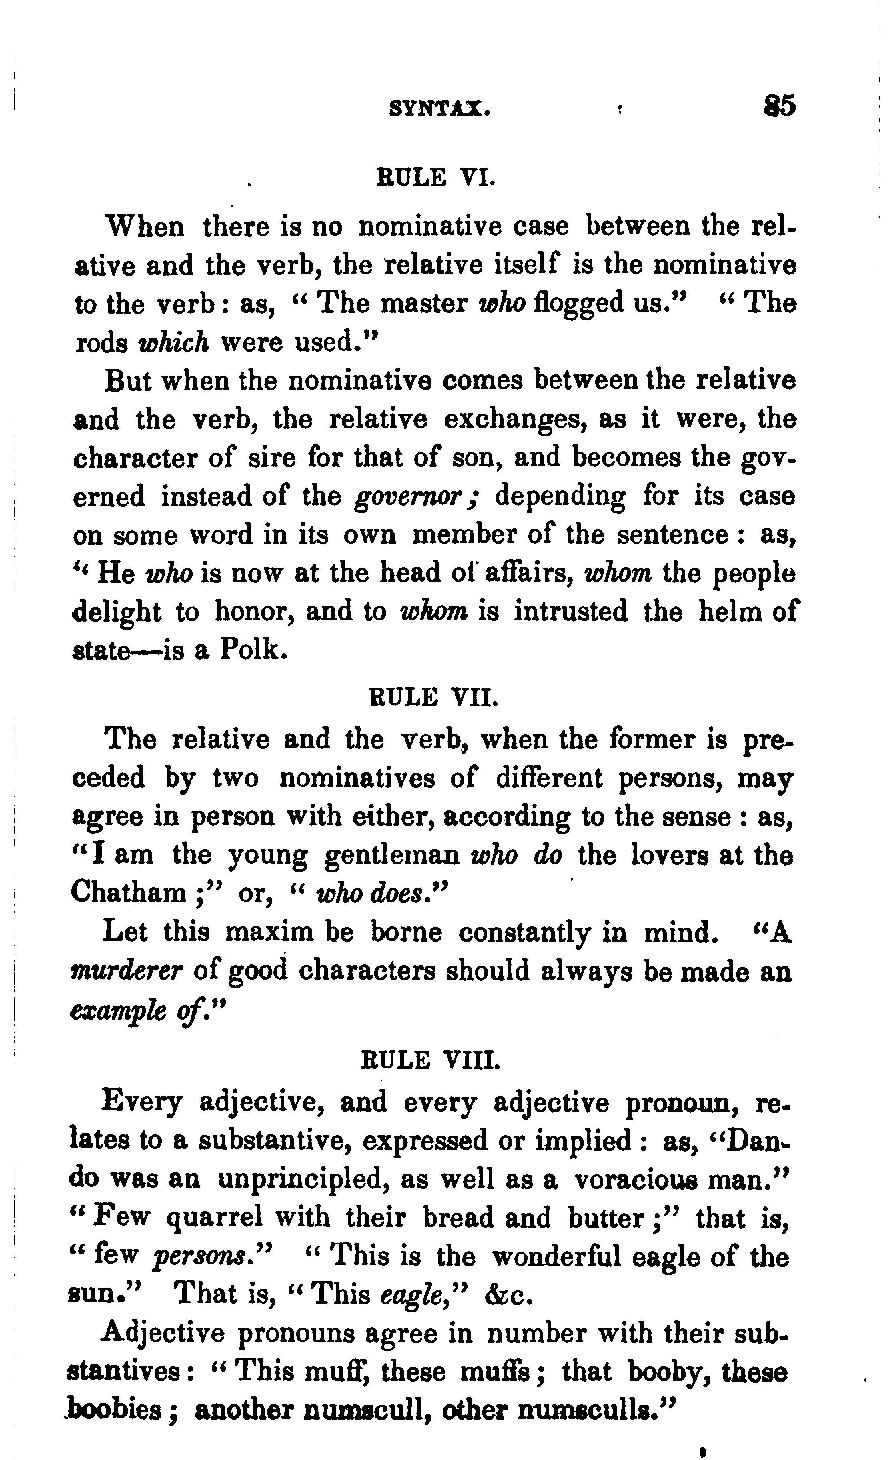 SYNTAX. 85
RULE VI.
When there is no nominative case between the rel-
ative and the verb, the relative itself is the nominative
to the verb: as, “The master who flogged us.” “The
rods which were used.”
But when the nominative comes between the relative
and the verb, the relative exchanges, as it were, the
character of sire for that of son, and becomes the gov-
erned instead of the governor; depending for its case
on some word in its own member of the sentence: as,
“He who is now at the head of affairs, whom the people
delight to honor, and to whom is intrusted the helm of
state—is a Polk.
RULE VII.
The relative and the verb, when the former is pre-
ceded by two nominatives of different persons, may
agree in person with either, according to the sense: as,
“I am the young gentleman who do the lovers at the
Chatham;” or, “who does.”
Let this maxim be borne constantly in mind. “A
murderer of good characters should always be made an
example of.”
RULE VIII.
Every adjective, and every adjective pronoun, re-
lates to a substantive, expressed or implied: as, “Dan-
do was an unprincipled, as well as a voracious man.”
“Few quarrel with their bread and butter;” that is,
“few persons.” “This is the wonderful eagle of the
sun.” That is, “This eagle,” &c.
Adjective pronouns agree in number with their sub-
stantives: “This muff, these muffs; that booby, these
boobies; another numscull, other numsculls.”